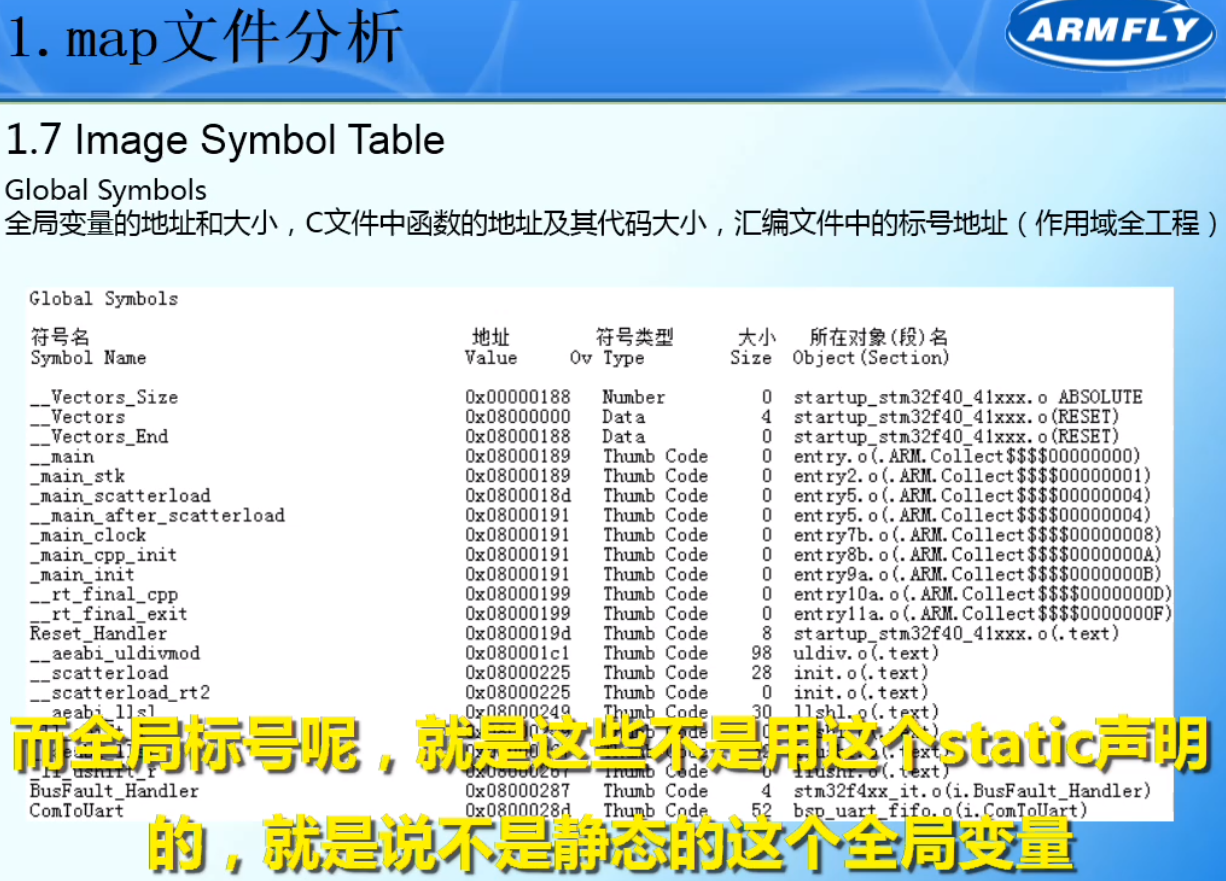 1.map文件分析
ARMFLY
1.7 Image Symbol Table
Global Symbols
全局变量的地址和大小，C文件中函数的地址及其代码大小，汇编文件中的标号地址（作用域全工程）
Global Symbols
符号名 地址 符号类型 大小 所在对象(段)名
Symbol Name Value Ov Type Size Object(Section)
__Vectors_Size 0x00000188 Number 0 startup_stm32f40_41xxx.o ABSOLUTE
__Vectors 0x08000000 Data 4 startup_stm32f40_41xxx.o(RESET)
__Vectors_End 0x08000188 Data 0 startup_stm32f40_41xxx.o(RESET)
__main 0x08000189 Thumb Code 0 entry.o(.ARM.Collect$$$$00000000)
_main_stk 0x08000189 Thumb Code 0 entry2.o(.ARM.Collect$$$$00000001)
_main_scatterload 0x0800018d Thumb Code 0 entry5.o(.ARM.Collect$$$$00000004)
__main_after_scatterload 0x08000191 Thumb Code 0 entry5.o(.ARM.Collect$$$$00000004)
_main_clock 0x08000191 Thumb Code 0 entry7b.o(.ARM.Collect$$$$00000008)
_main_cpp_init 0x08000191 Thumb Code 0 entry8b.o(.ARM.Collect$$$$0000000A)
_main_init 0x08000191 Thumb Code 0 entry9a.o(.ARM.Collect$$$$0000000B)
__rt_final_cpp 0x08000199 Thumb Code 0 entry10a.o(.ARM.Collect$$$$0000000D)
__rt_final_exit 0x08000199 Thumb Code 0 entry11a.o(.ARM.Collect$$$$0000000F)
Reset_Handler 0x0800019d Thumb Code 8 startup_stm32f40_41xxx.o(.text)
__aeabi_uldivmod 0x080001c1 Thumb Code 98 uldiv.o(.text)
__scatterload 0x08000225 Thumb Code 28 init.o(.text)
__scatterload_rt2 0x08000225 Thumb Code 0 init.o(.text)
__aeabi_llsl 0x08000249 Thumb Code 30 llshl.o(.text)
而全局标号呢，就是这些不是用这个static声明
_ll_ushift_r 0x08000267 Thumb Code 0 llushr.o(.text)
BusFault_Handler 0x08000287 Thumb Code 4 stm32f4xx_it.o(i.BusFault_Handler)
ComToUart 0x0800028d Thumb Code 52 bsp_uart_fifo.o(i.ComToUart)
的，就是说不是静态的这个全局变量